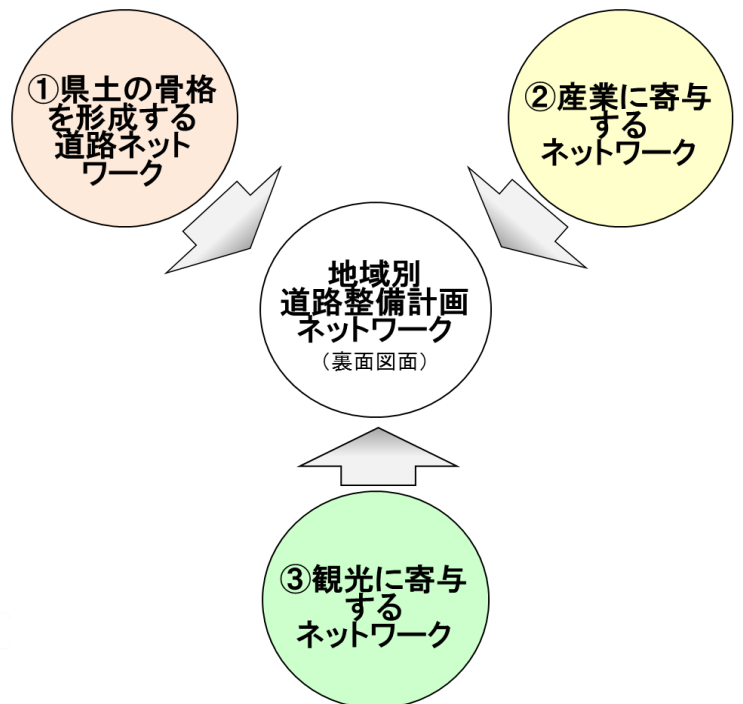 ①県土の骨格
を形成する
道路ネット
ワーク
②産業に寄与
する
ネットワーク
地域別
道路整備計画
ネットワーク
（裏面図面）
③観光に寄与
する
ネットワーク